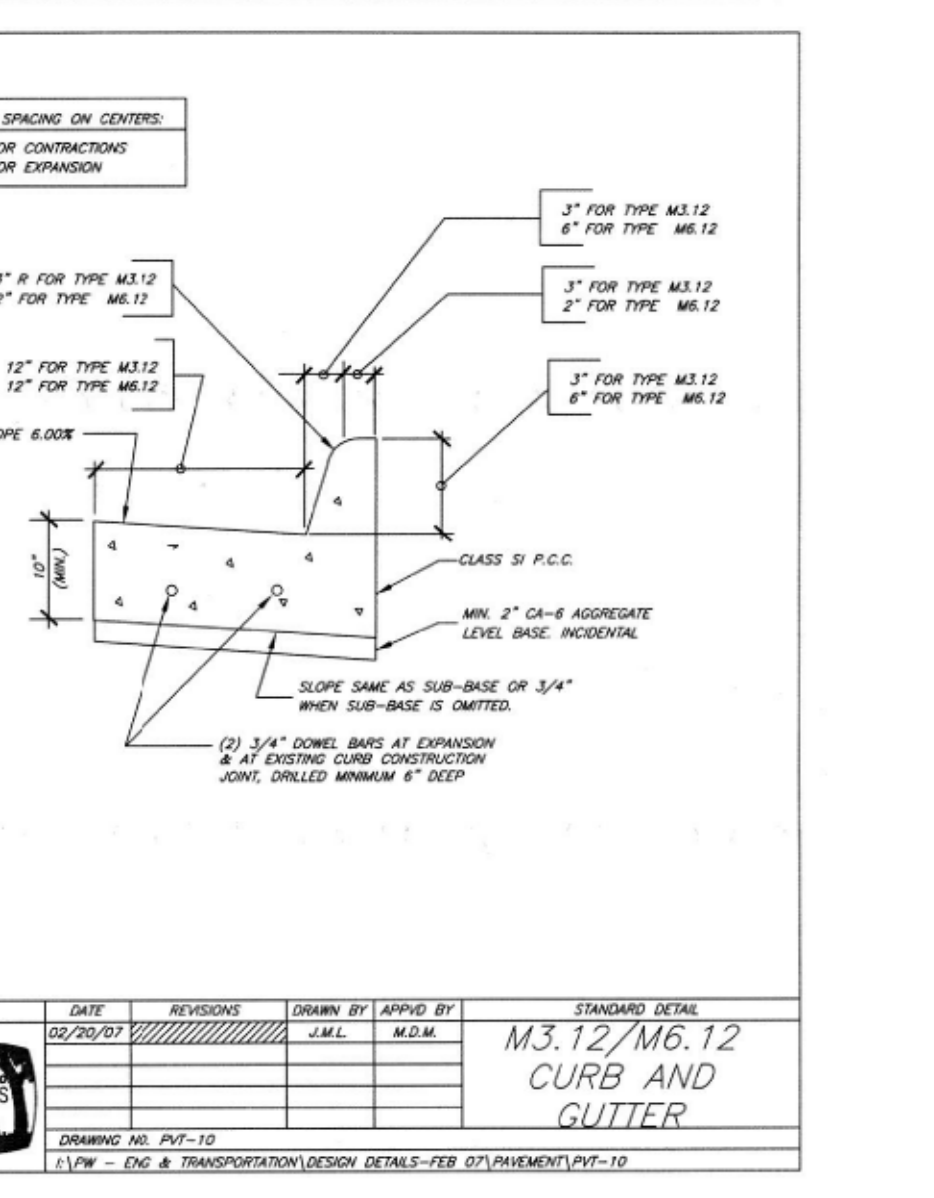 SPACING ON CENTERS:
OR CONTRACTIONS
OR EXPANSION
3" FOR TYPE M3.12
6" FOR TYPE M6.12
" R FOR TYPE M3.12
" FOR TYPE M6.12
3" FOR TYPE M3.12
2" FOR TYPE M6.12
12" FOR TYPE M3.12
12" FOR TYPE M6.12
3" FOR TYPE M3.12
6" FOR TYPE M6.12
OPE 6.00%
10"
(MIN.)
CLASS SI P.C.C.
MIN. 2" CA-6 AGGREGATE
LEVEL BASE. INCIDENTAL
SLOPE SAME AS SUB-BASE OR 3/4"
WHEN SUB-BASE IS OMITTED.
(2) 3/4" DOWEL BARS AT EXPANSION
& AT EXISTING CURB CONSTRUCTION
JOINT, DRILLED MINIMUM 6" DEEP
DATE REVISIONS DRAWN BY APPVD BY STANDARD DETAIL
02/20/07 J.M.L. M.D.M.
M3.12/M6.12
CURB AND
GUTTER
DRAWING NO. PVT-10
I:\PW - ENG & TRANSPORTATION\DESIGN DETAILS-FEB 07\PAVEMENT\PVT-10